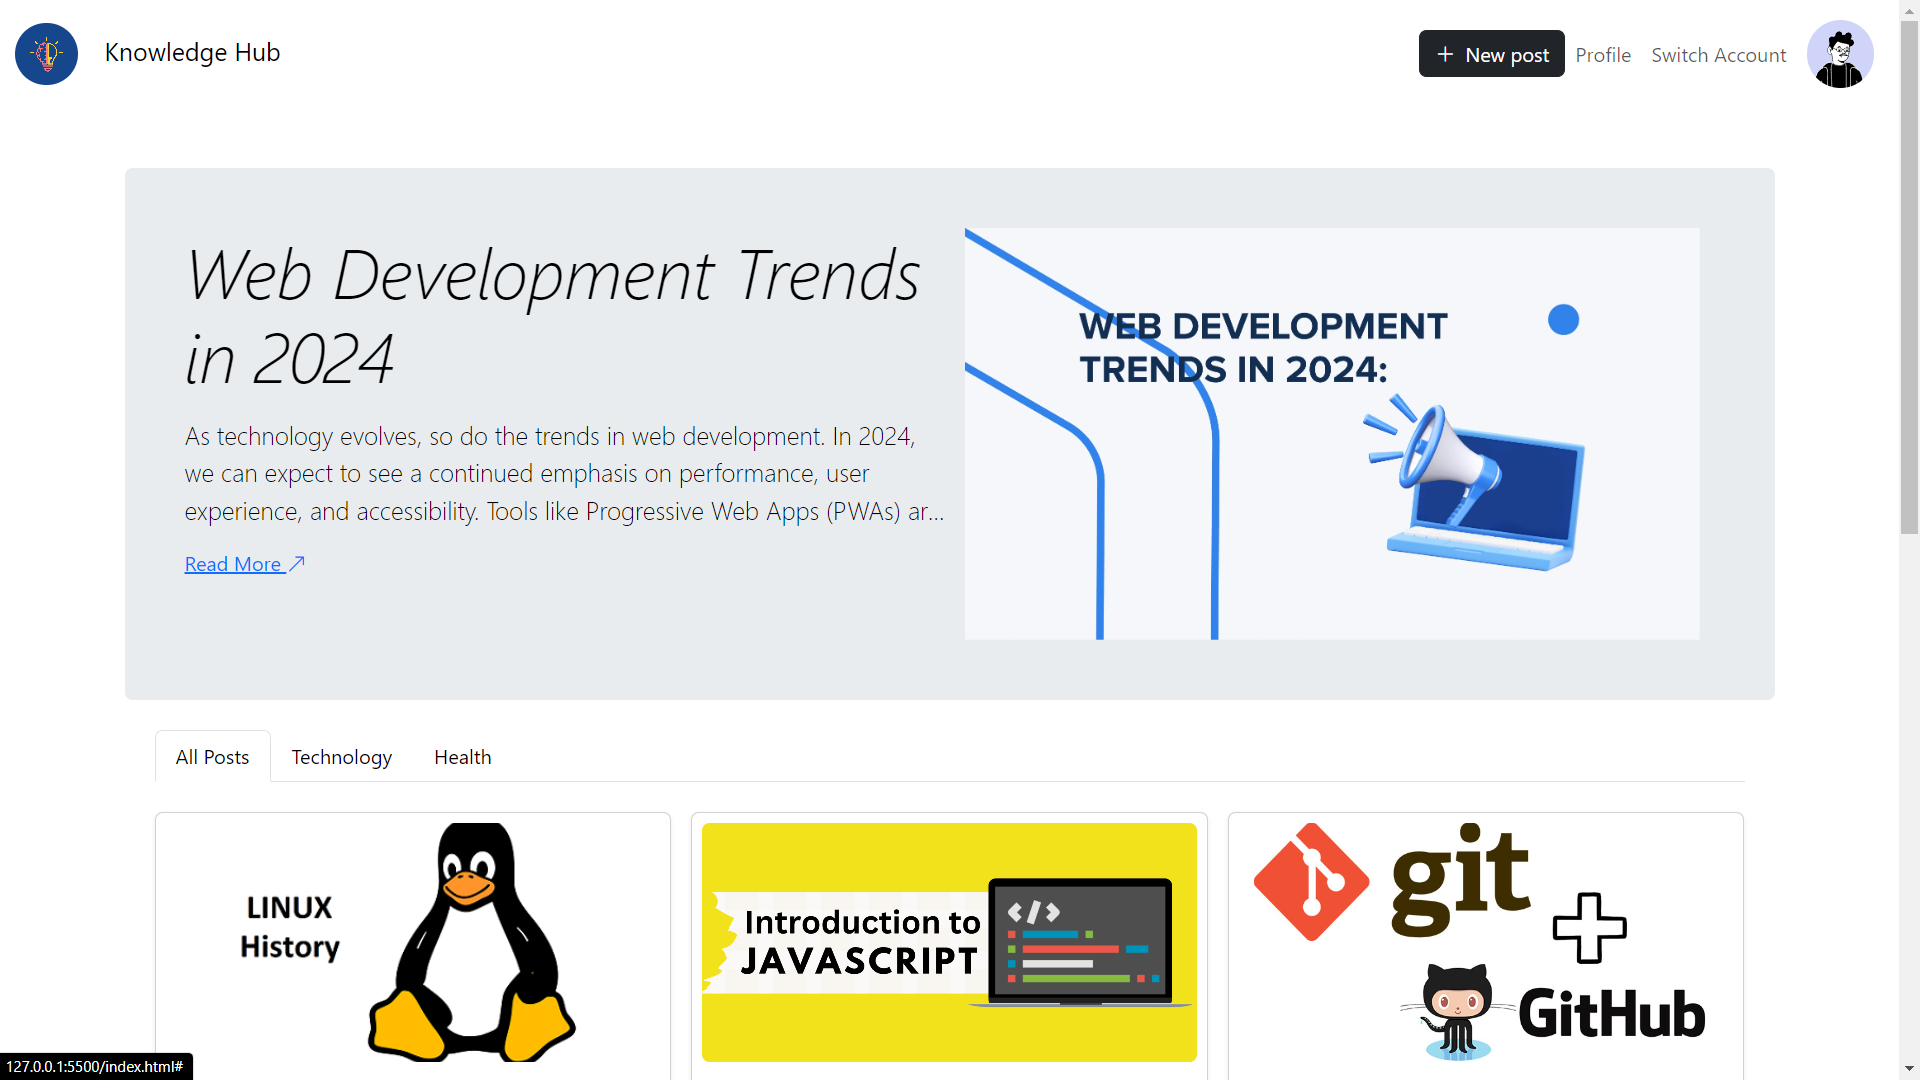 Knowledge Hub
+ New post
Profile
Switch Account
Web Development Trends
in 2024
As technology evolves, so do the trends in web development. In 2024,
we can expect to see a continued emphasis on performance, user
experience, and accessibility. Tools like Progressive Web Apps (PWAs) ar...
Read More
WEB DEVELOPMENT
TRENDS IN 2024:
All Posts
Technology
Health
LINUX
History
Introduction to
JAVASCRIPT
</>
git
GitHub
127.0.0.1:5500/index.html#